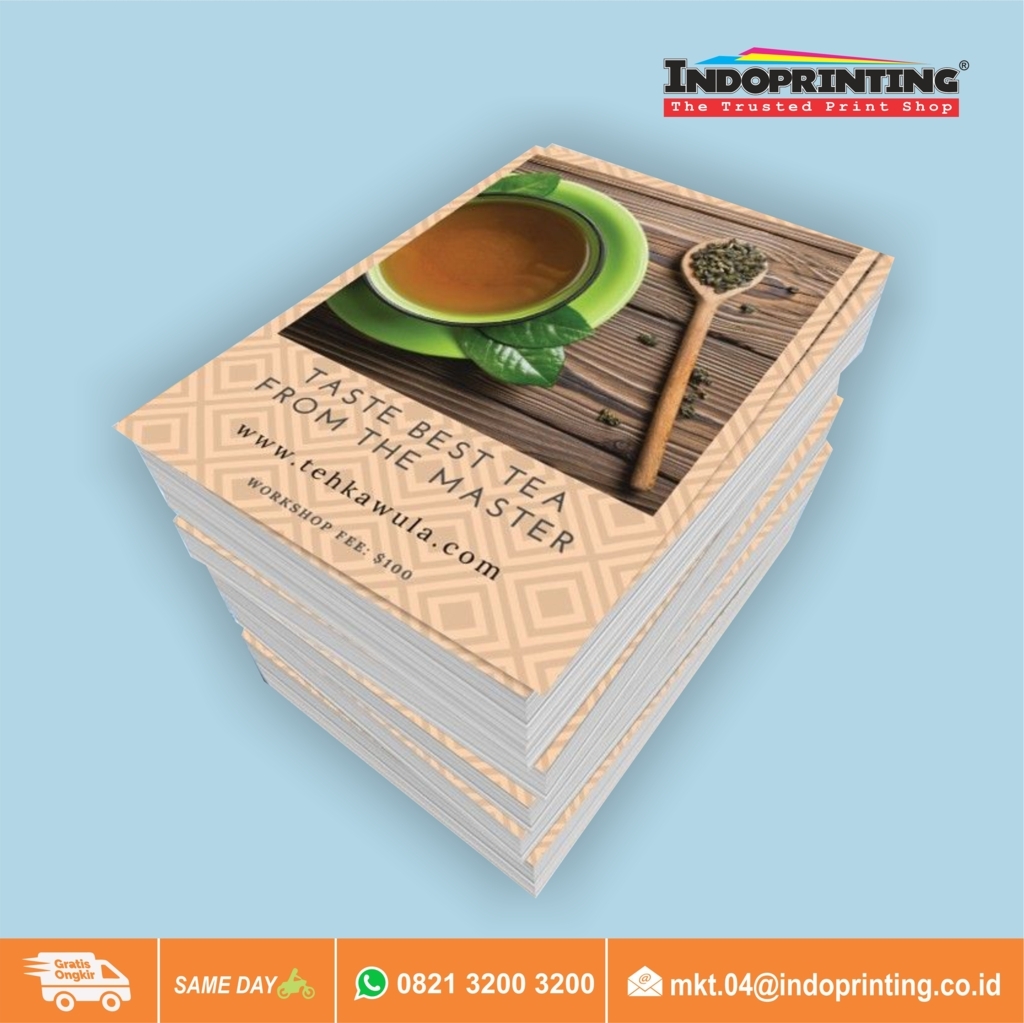 INDOPRINTING®
The Trusted Print Shop
TASTE BEST TEA
FROM THE MASTER
www.tehkawula.com
WORKSHOP FEE: $100
Gratis
Ongkir
SAME DAY
0821 3200 3200
mkt.04@indoprinting.co.id